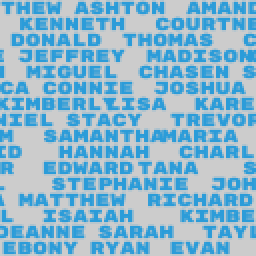 THEW ASHTON AMAND
KENNETH COURTNE
DONALD THOMAS C
E JEFFREY MADISON
N MIGUEL CHASEN S
CA CONNIE JOSHUA
KIMBERLY LISA KARE
NIEL STACY TREVOR
M SAMANTHA MARIA
ID HANNAH CHARL
R EDWARD TANA S
L STEPHANIE JOH
A MATTHEW RICHARD
L ISAIAH KIMBE
DEANNE SARAH TAYL
EBONY RYAN EVAN